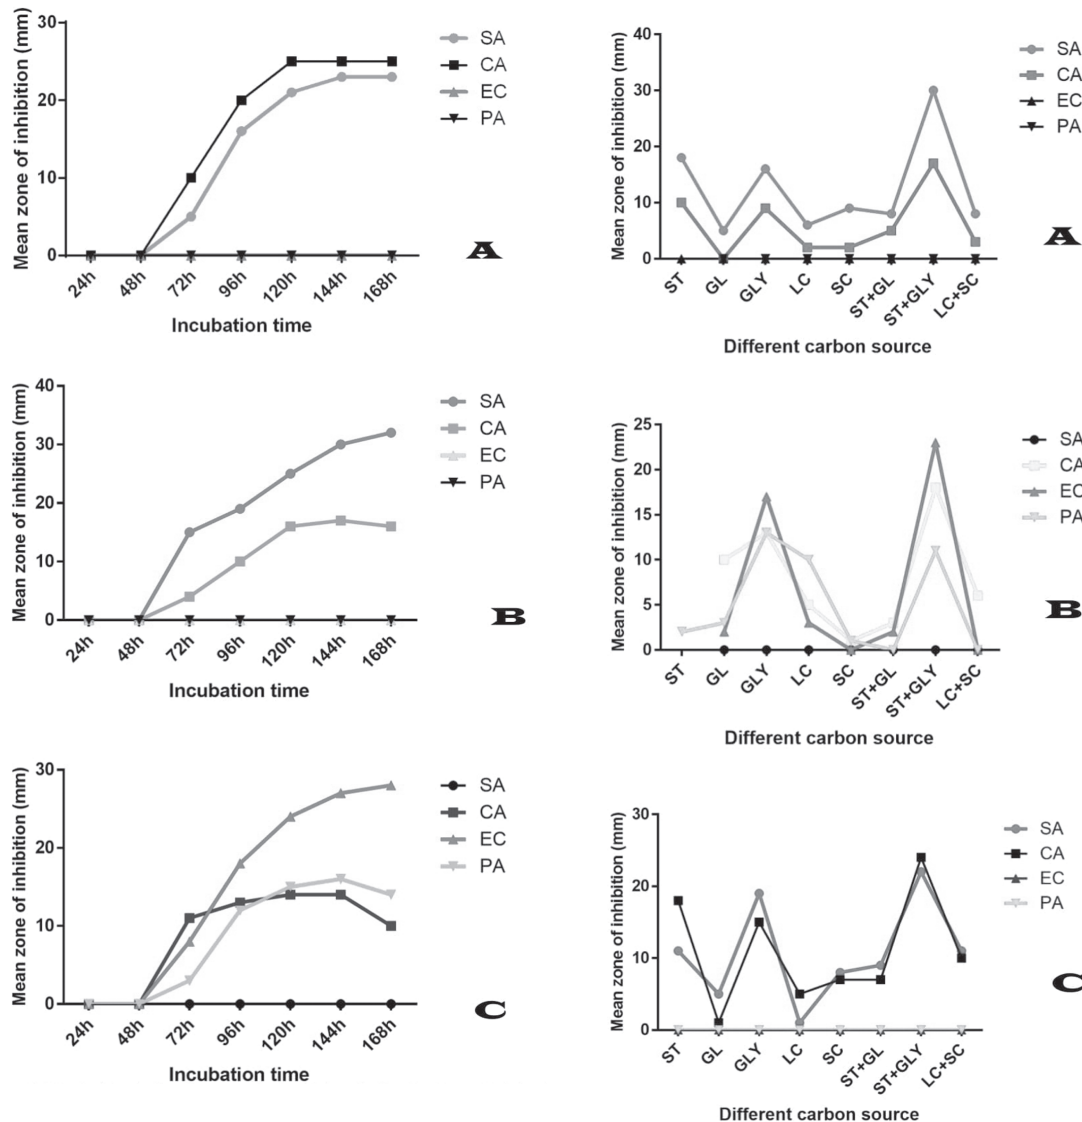 Mean zone of inhibition (mm)
30
20
10
0
24h
48h
72h
96h
120h
144h
168h
Incubation time
SA
CA
EC
PA
A
Mean zone of inhibition (mm)
40
30
20
10
0
ST
GL
GLY
LC
SC
ST+GL
ST+GLY
LC+SC
Different carbon source
SA
CA
EC
PA
A
Mean zone of inhibition (mm)
40
30
20
10
0
24h
48h
72h
96h
120h
144h
168h
Incubation time
SA
CA
EC
PA
B
Mean zone of inhibition (mm)
25
20
15
10
5
0
ST
GL
GLY
LC
SC
ST+GL
ST+GLY
LC+SC
Different carbon source
SA
CA
EC
PA
B
Mean zone of inhibition (mm)
30
20
10
0
24h
48h
72h
96h
120h
144h
168h
Incubation time
SA
CA
EC
PA
C
Mean zone of inhibition (mm)
30
20
10
0
ST
GL
GLY
LC
SC
ST+GL
ST+GLY
LC+SC
Different carbon source
SA
CA
EC
PA
C